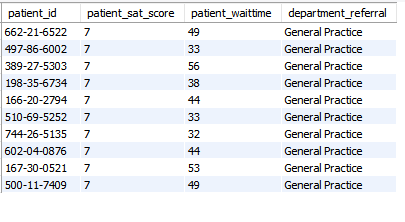 patient_id patient_sat_score patient_waittime department_referral
662-21-6522 7 49 General Practice
497-86-6002 7 33 General Practice
389-27-5303 7 56 General Practice
198-35-6734 7 38 General Practice
166-20-2794 7 44 General Practice
510-69-5252 7 33 General Practice
744-26-5135 7 32 General Practice
602-04-0876 7 44 General Practice
167-30-0521 7 53 General Practice
500-11-7409 7 49 General Practice